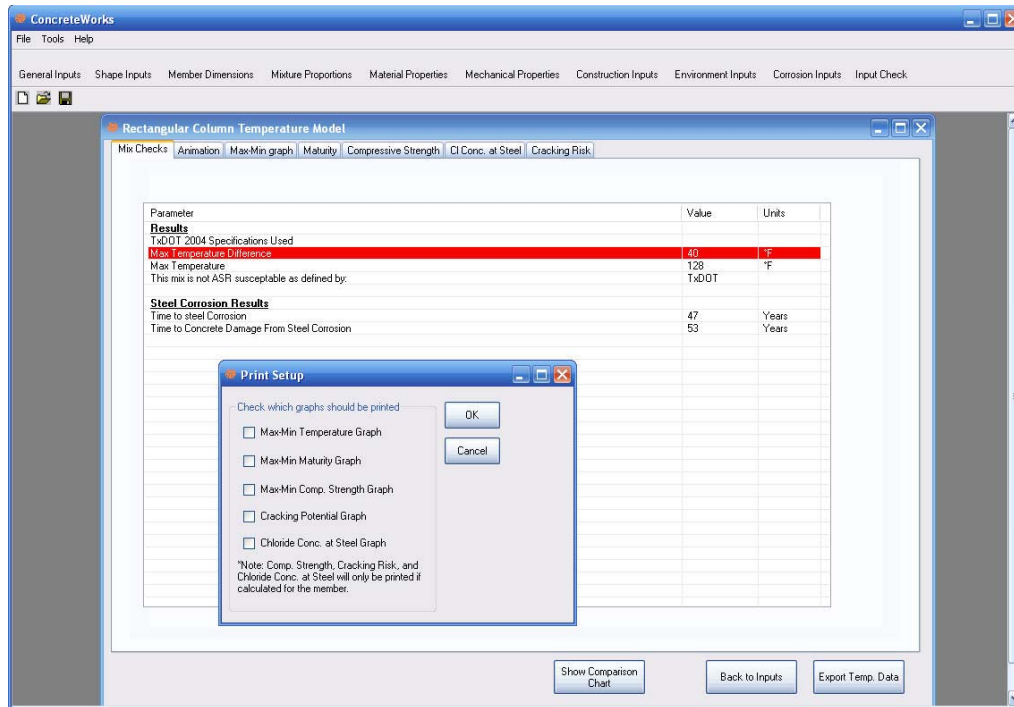 ConcreteWorks
File Tools Help
General Inputs Shape Inputs Member Dimensions Mixture Proportions Material Properties Mechanical Properties Construction Inputs Environment Inputs Corrosion Inputs Input Check
Rectangular Column Temperature Model
Mix Checks Animation Max-Min graph Maturity Compressive Strength Cl Conc. at Steel Cracking Risk
Parameter Value Units
Results
TxDOT 2004 Specifications Used
Max Temperature Difference 40 °F
Max Temperature 128 °F
This mix is not ASR susceptable as defined by: TxDOT
Steel Corrosion Results
Time to steel Corrosion 47 Years
Time to Concrete Damage From Steel Corrosion 53 Years
Print Setup
Check which graphs should be printed
Max-Min Temperature Graph
Max-Min Maturity Graph
Max-Min Comp. Strength Graph
Cracking Potential Graph
Chloride Conc. at Steel Graph
*Note: Comp. Strength, Cracking Risk, and
Chloride Conc. at Steel will only be printed if
calculated for the member.
OK
Cancel
Show Comparison
Chart
Back to Inputs
Export Temp. Data